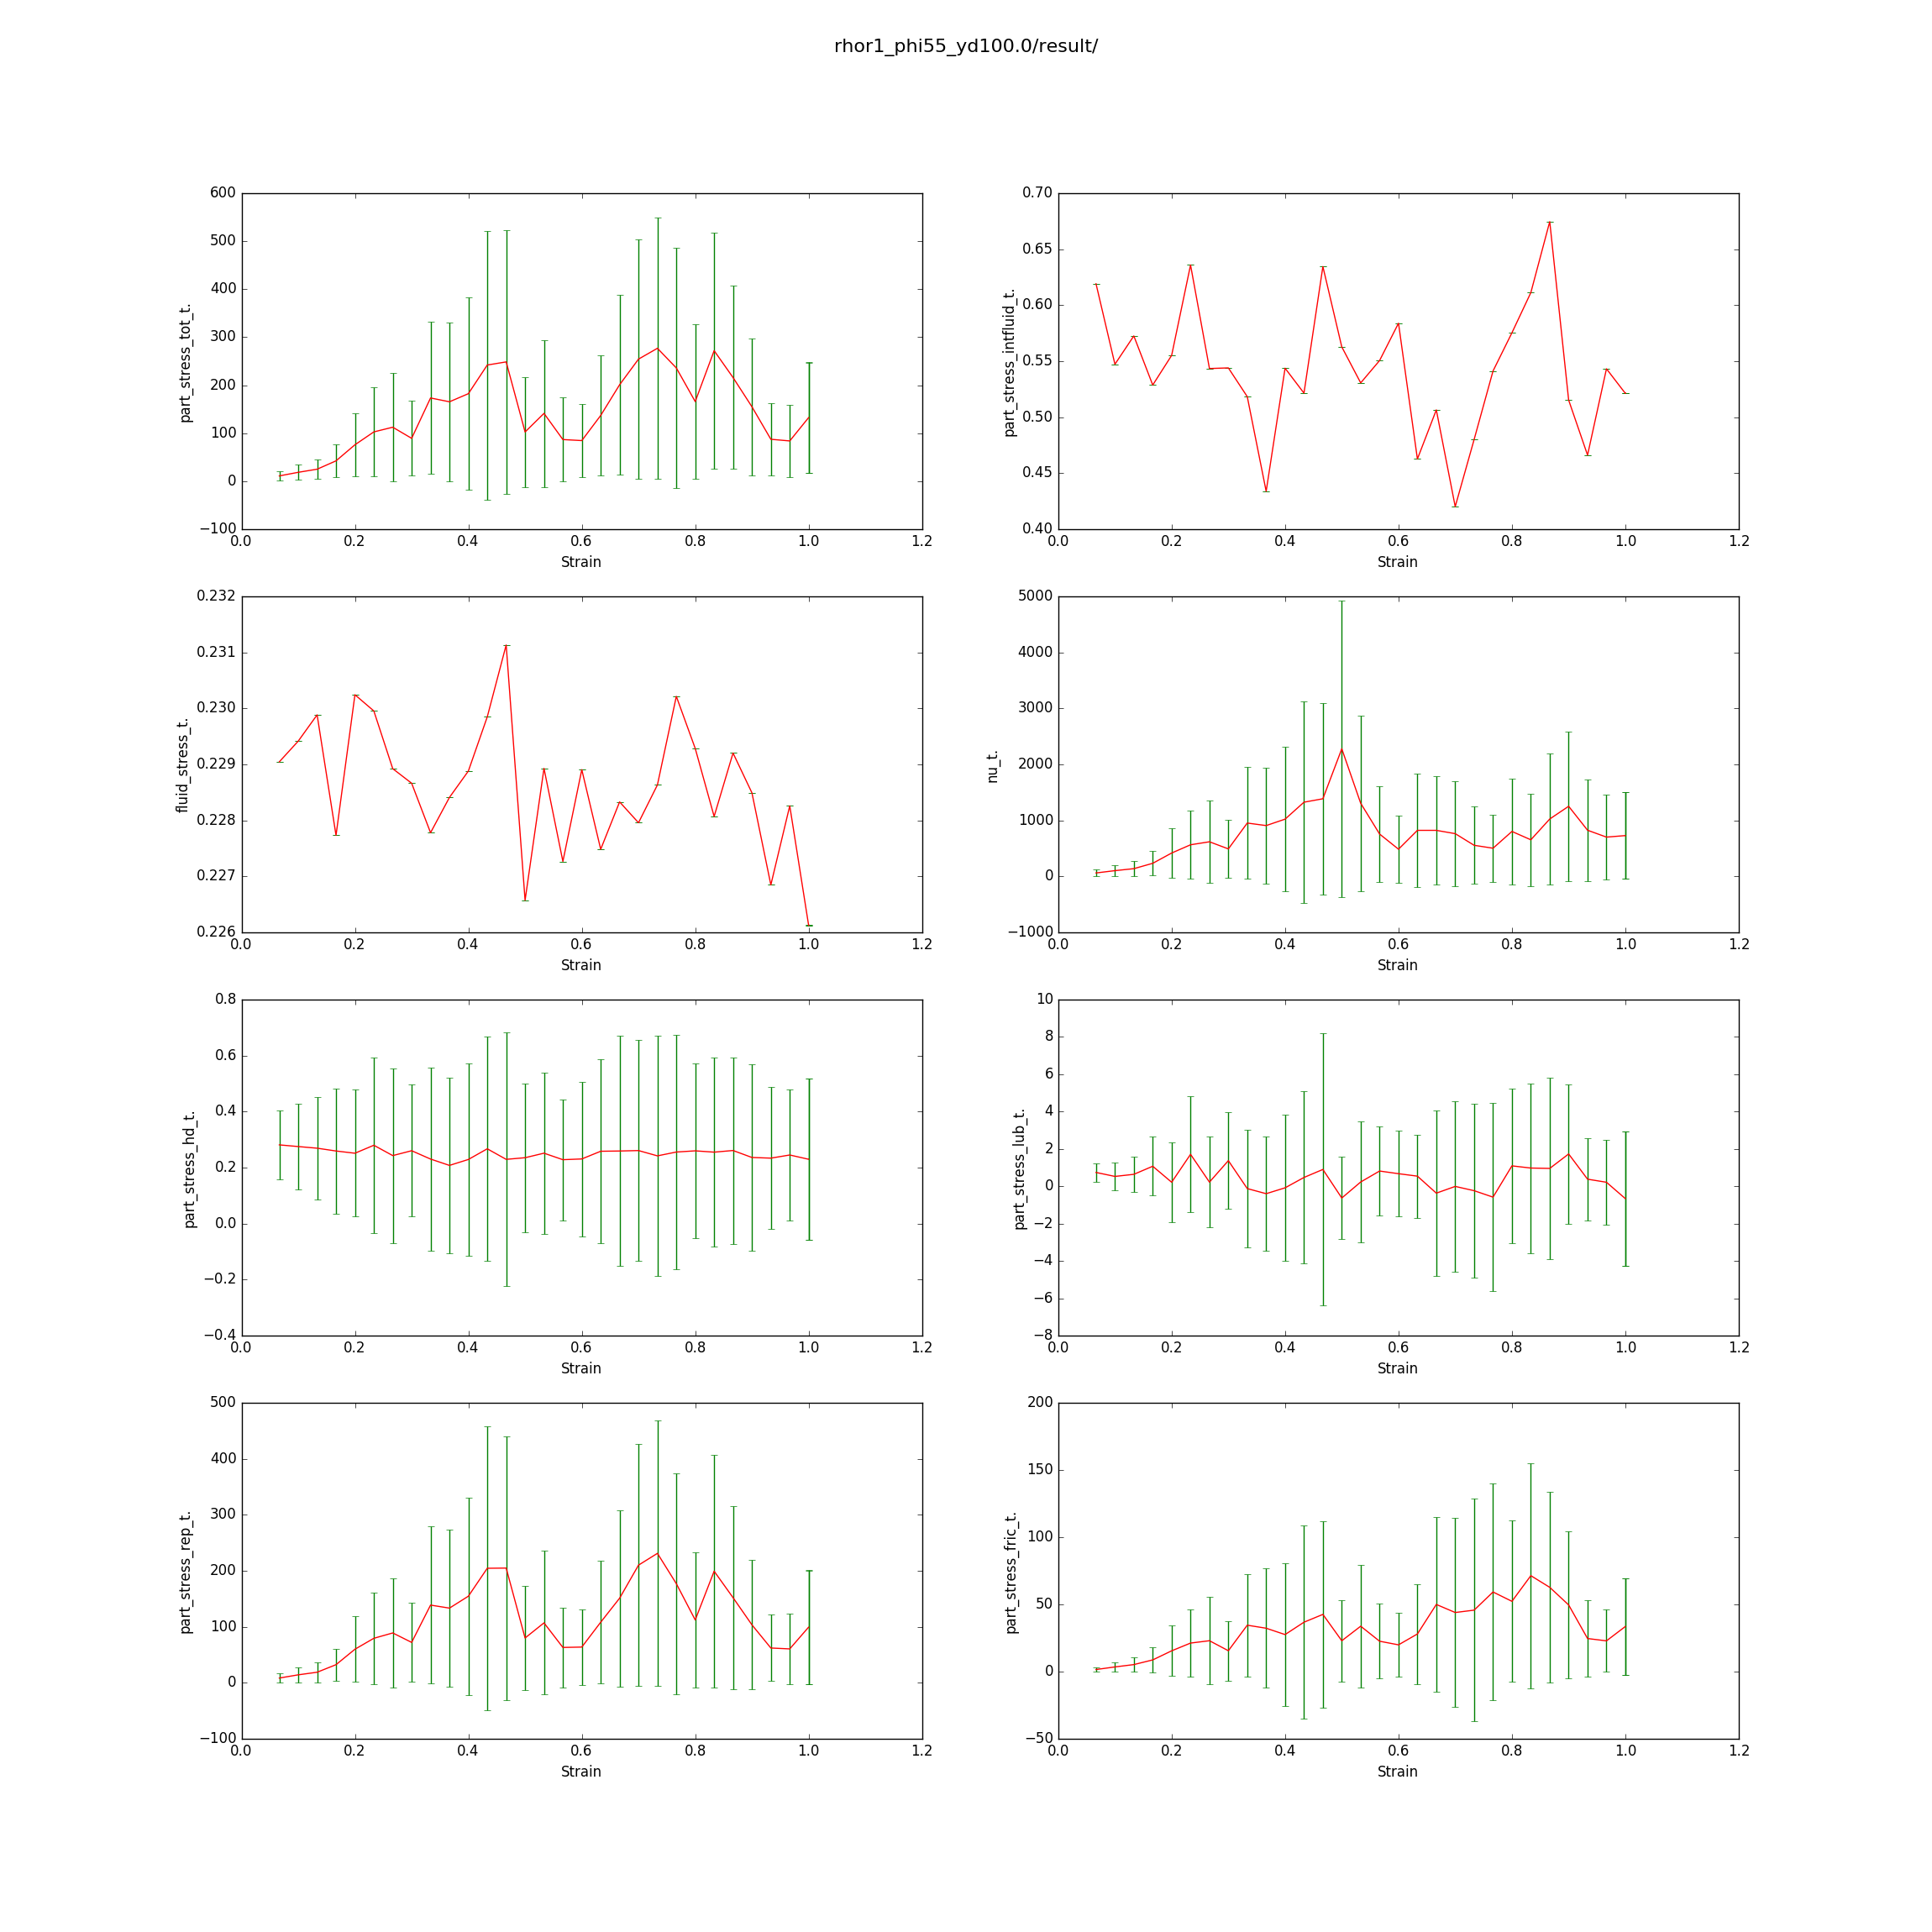 rhor1_phi55_yd100.0/result/
600
500
400
300
200
100
0
−100
part_stress_tot_t.
0.0 0.2 0.4 0.6 0.8 1.0 1.2
Strain
0.70
0.65
0.60
0.55
0.50
0.45
0.40
part_stress_intfluid_t.
0.0 0.2 0.4 0.6 0.8 1.0 1.2
Strain
0.232
0.231
0.230
0.229
0.228
0.227
0.226
fluid_stress_t.
0.0 0.2 0.4 0.6 0.8 1.0 1.2
Strain
5000
4000
3000
2000
1000
0
−1000
nu_t.
0.0 0.2 0.4 0.6 0.8 1.0 1.2
Strain
0.8
0.6
0.4
0.2
0.0
−0.2
−0.4
part_stress_hd_t.
0.0 0.2 0.4 0.6 0.8 1.0 1.2
Strain
10
8
6
4
2
0
−2
−4
−6
−8
part_stress_lub_t.
0.0 0.2 0.4 0.6 0.8 1.0 1.2
Strain
500
400
300
200
100
0
−100
part_stress_rep_t.
0.0 0.2 0.4 0.6 0.8 1.0 1.2
Strain
200
150
100
50
0
−50
part_stress_fric_t.
0.0 0.2 0.4 0.6 0.8 1.0 1.2
Strain